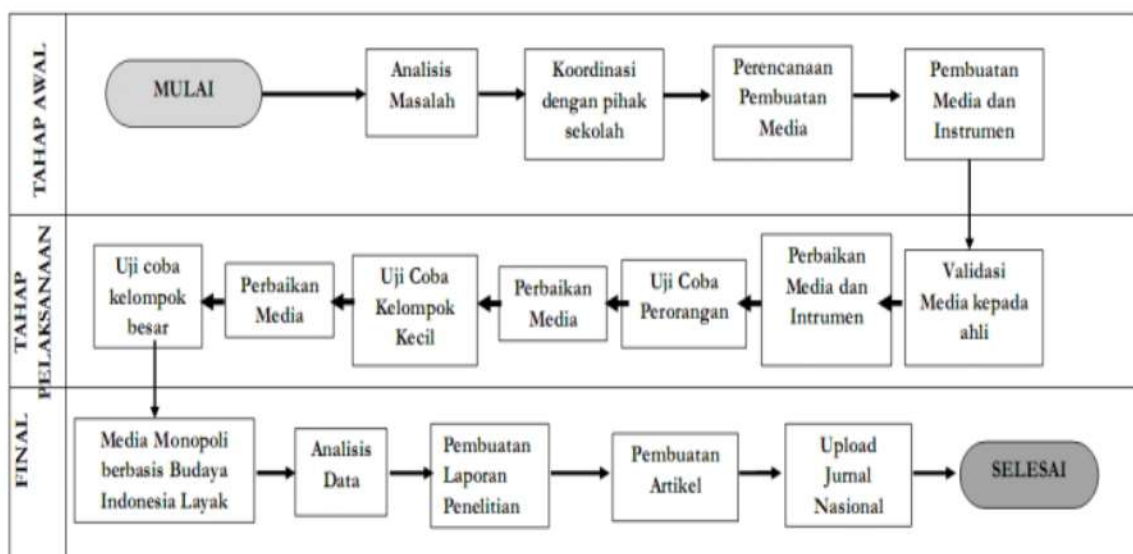 TAHAP AWAL
MULAI
Analisis
Masalah
Koordinasi
dengan pihak
sekolah
Perencanaan
Pembuatan
Media
Pembuatan
Media dan
Instrumen
TAHAP
PELAKSANAAN
Validasi
Media kepada
ahli
Perbaikan
Media dan
Intrumen
Uji Coba
Perorangan
Perbaikan
Media
Uji Coba
Kelompok
Kecil
Perbaikan
Media
Uji coba
kelompok
besar
FINAL
Media Monopoli
berbasis Budaya
Indonesia Layak
Analisis
Data
Pembuatan
Laporan
Penelitian
Pembuatan
Artikel
Upload
Jurnal
Nasional
SELESAI